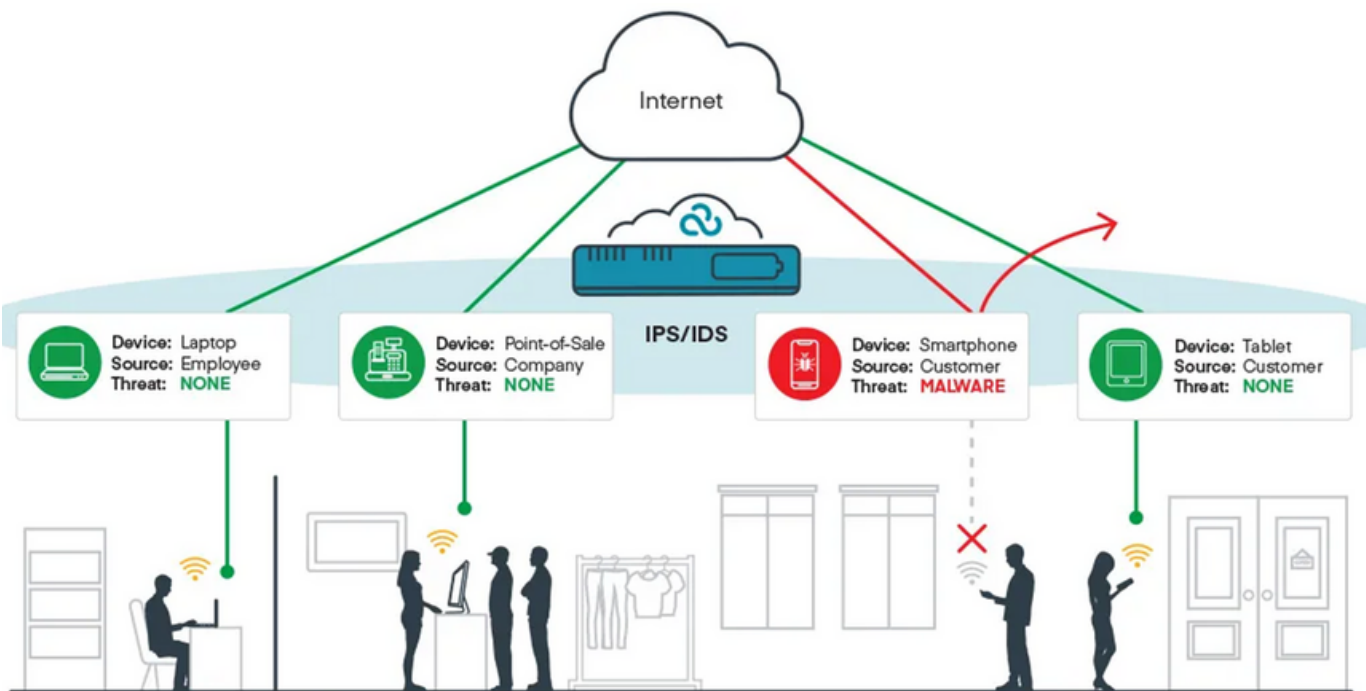 Internet
IPS/IDS
Device: Laptop
Source: Employee
Threat: NONE
Device: Point-of-Sale
Source: Company
Threat: NONE
Device: Smartphone
Source: Customer
Threat: MALWARE
Device: Tablet
Source: Customer
Threat: NONE